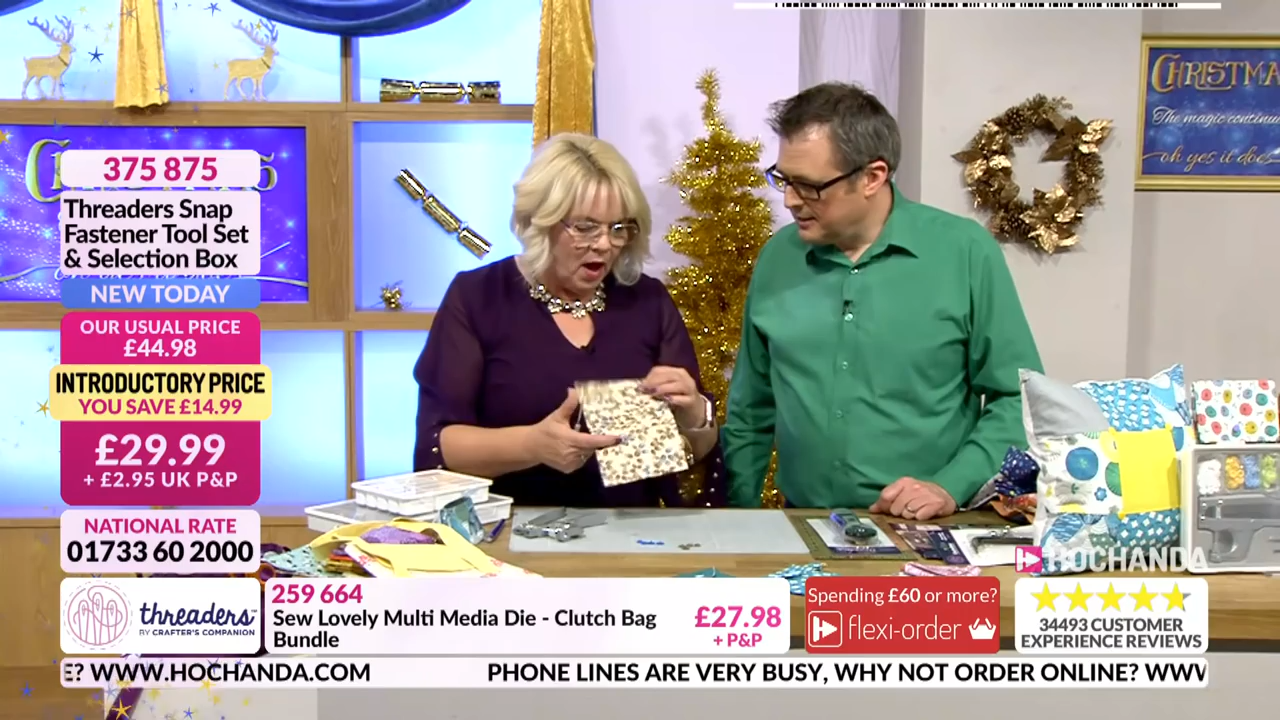 375 875
Threaders Snap
Fastener Tool Set
& Selection Box
NEW TODAY
OUR USUAL PRICE
£44.98
INTRODUCTORY PRICE
YOU SAVE £14.99
£29.99
+ £2.95 UK P&P
NATIONAL RATE
01733 60 2000
CHRISTMA
The magic continu
oh yes it does
HOCHANDA
threaders™
BY CRAFTER'S COMPANION
259 664
Sew Lovely Multi Media Die - Clutch Bag
Bundle
£27.98
+ P&P
Spending £60 or more?
flexi-order
34493 CUSTOMER
EXPERIENCE REVIEWS
E? WWW.HOCHANDA.COM PHONE LINES ARE VERY BUSY, WHY NOT ORDER ONLINE? WWW